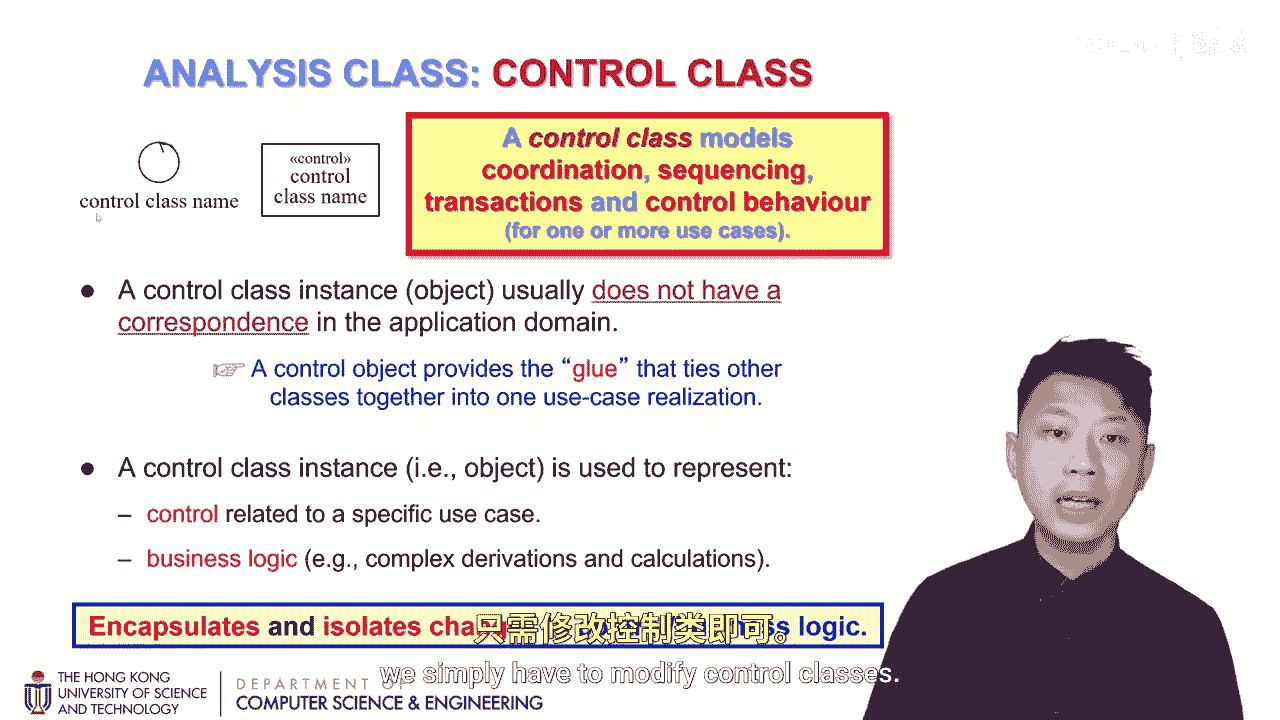 ANALYSIS CLASS: CONTROL CLASS
control class name
«control»
control
class name
A control class models
coordination, sequencing,
transactions and control behaviour
(for one or more use cases).
● A control class instance (object) usually does not have a
correspondence in the application domain.
☞ A control object provides the “glue” that ties other
classes together into one use-case realization.
● A control class instance (i.e., object) is used to represent:
– control related to a specific use case.
– business logic (e.g., complex derivations and calculations).
Encapsulates and isolates logic.
只需修改控制类即可。
we simply have to modify control classes.
THE HONG KONG
UNIVERSITY OF SCIENCE
AND TECHNOLOGY
DEPARTMENT OF
COMPUTER SCIENCE & ENGINEERING